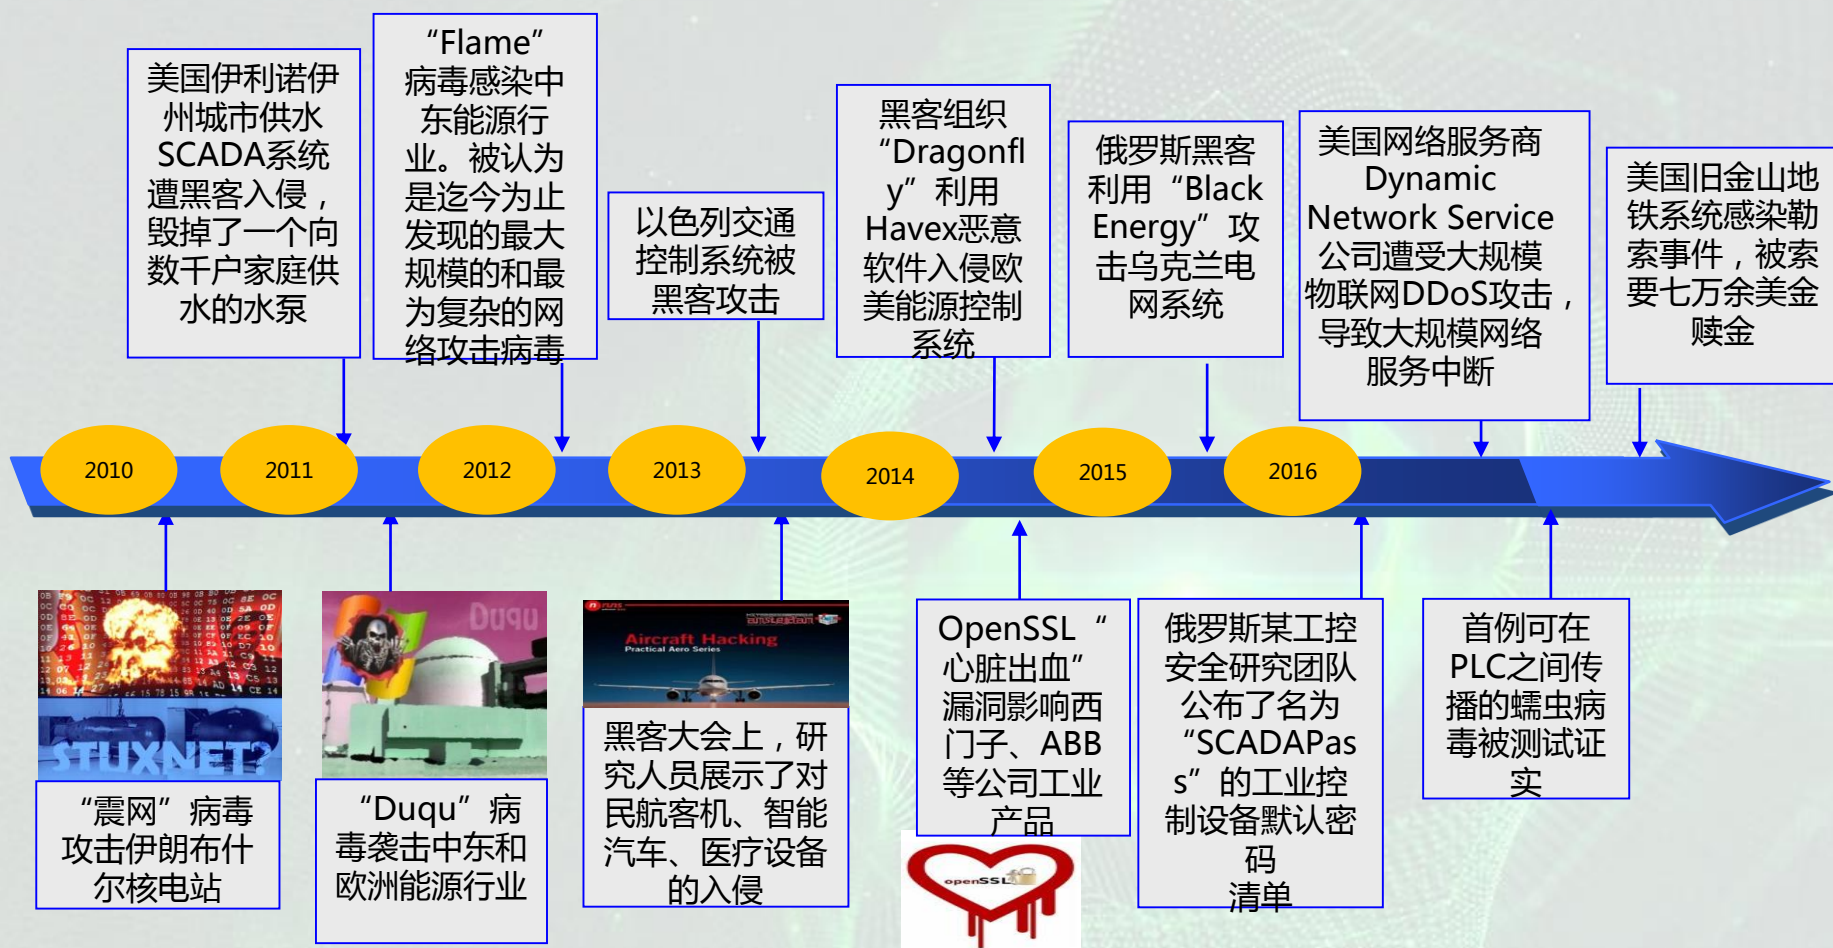 美国伊利诺伊
州城市供水
SCADA系统
遭黑客入侵，
毁掉了一个向
数千户家庭供
水的水泵
“Flame”
病毒感染中
东能源行
业。被认为
是迄今为止
发现的最大
规模的和最
为复杂的网
络攻击病毒
以色列交通
控制系统被
黑客攻击
黑客组织
“Dragonfl
y”利用
Havex恶意
软件入侵欧
美能源控制
系统
俄罗斯黑客
利用“Black
Energy”攻
击乌克兰电
网系统
美国网络服务商
Dynamic
Network Service
公司遭受大规模
物联网DDoS攻击，
导致大规模网络
服务中断
美国旧金山地
铁系统感染勒
索事件，被索
要七万余美金
赎金
2010
2011
2012
2013
2014
2015
2016
STUXNET?
“震网”病毒
攻击伊朗布什
尔核电站
Duqu
“Duqu”病
毒袭击中东和
欧洲能源行业
Aircraft Hacking
Practical Aero Series
黑客大会上，研
究人员展示了对
民航客机、智能
汽车、医疗设备
的入侵
OpenSSL“
心脏出血”
漏洞影响西
门子、ABB
等公司工业
产品
openSSL
俄罗斯某工控
安全研究团队
公布了名为
“SCADAPas
s”的工业控
制设备默认密
码
清单
首例可在
PLC之间传
播的蠕虫病
毒被测试证
实